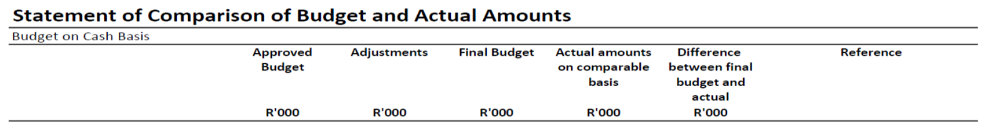 Statement of Comparison of Budget and Actual Amounts
Budget on Cash Basis
Approved Adjustments Final Budget Actual amounts Difference Reference
Budget on comparable between final
basis budget and
actual
R'000 R'000 R'000 R'000 R'000